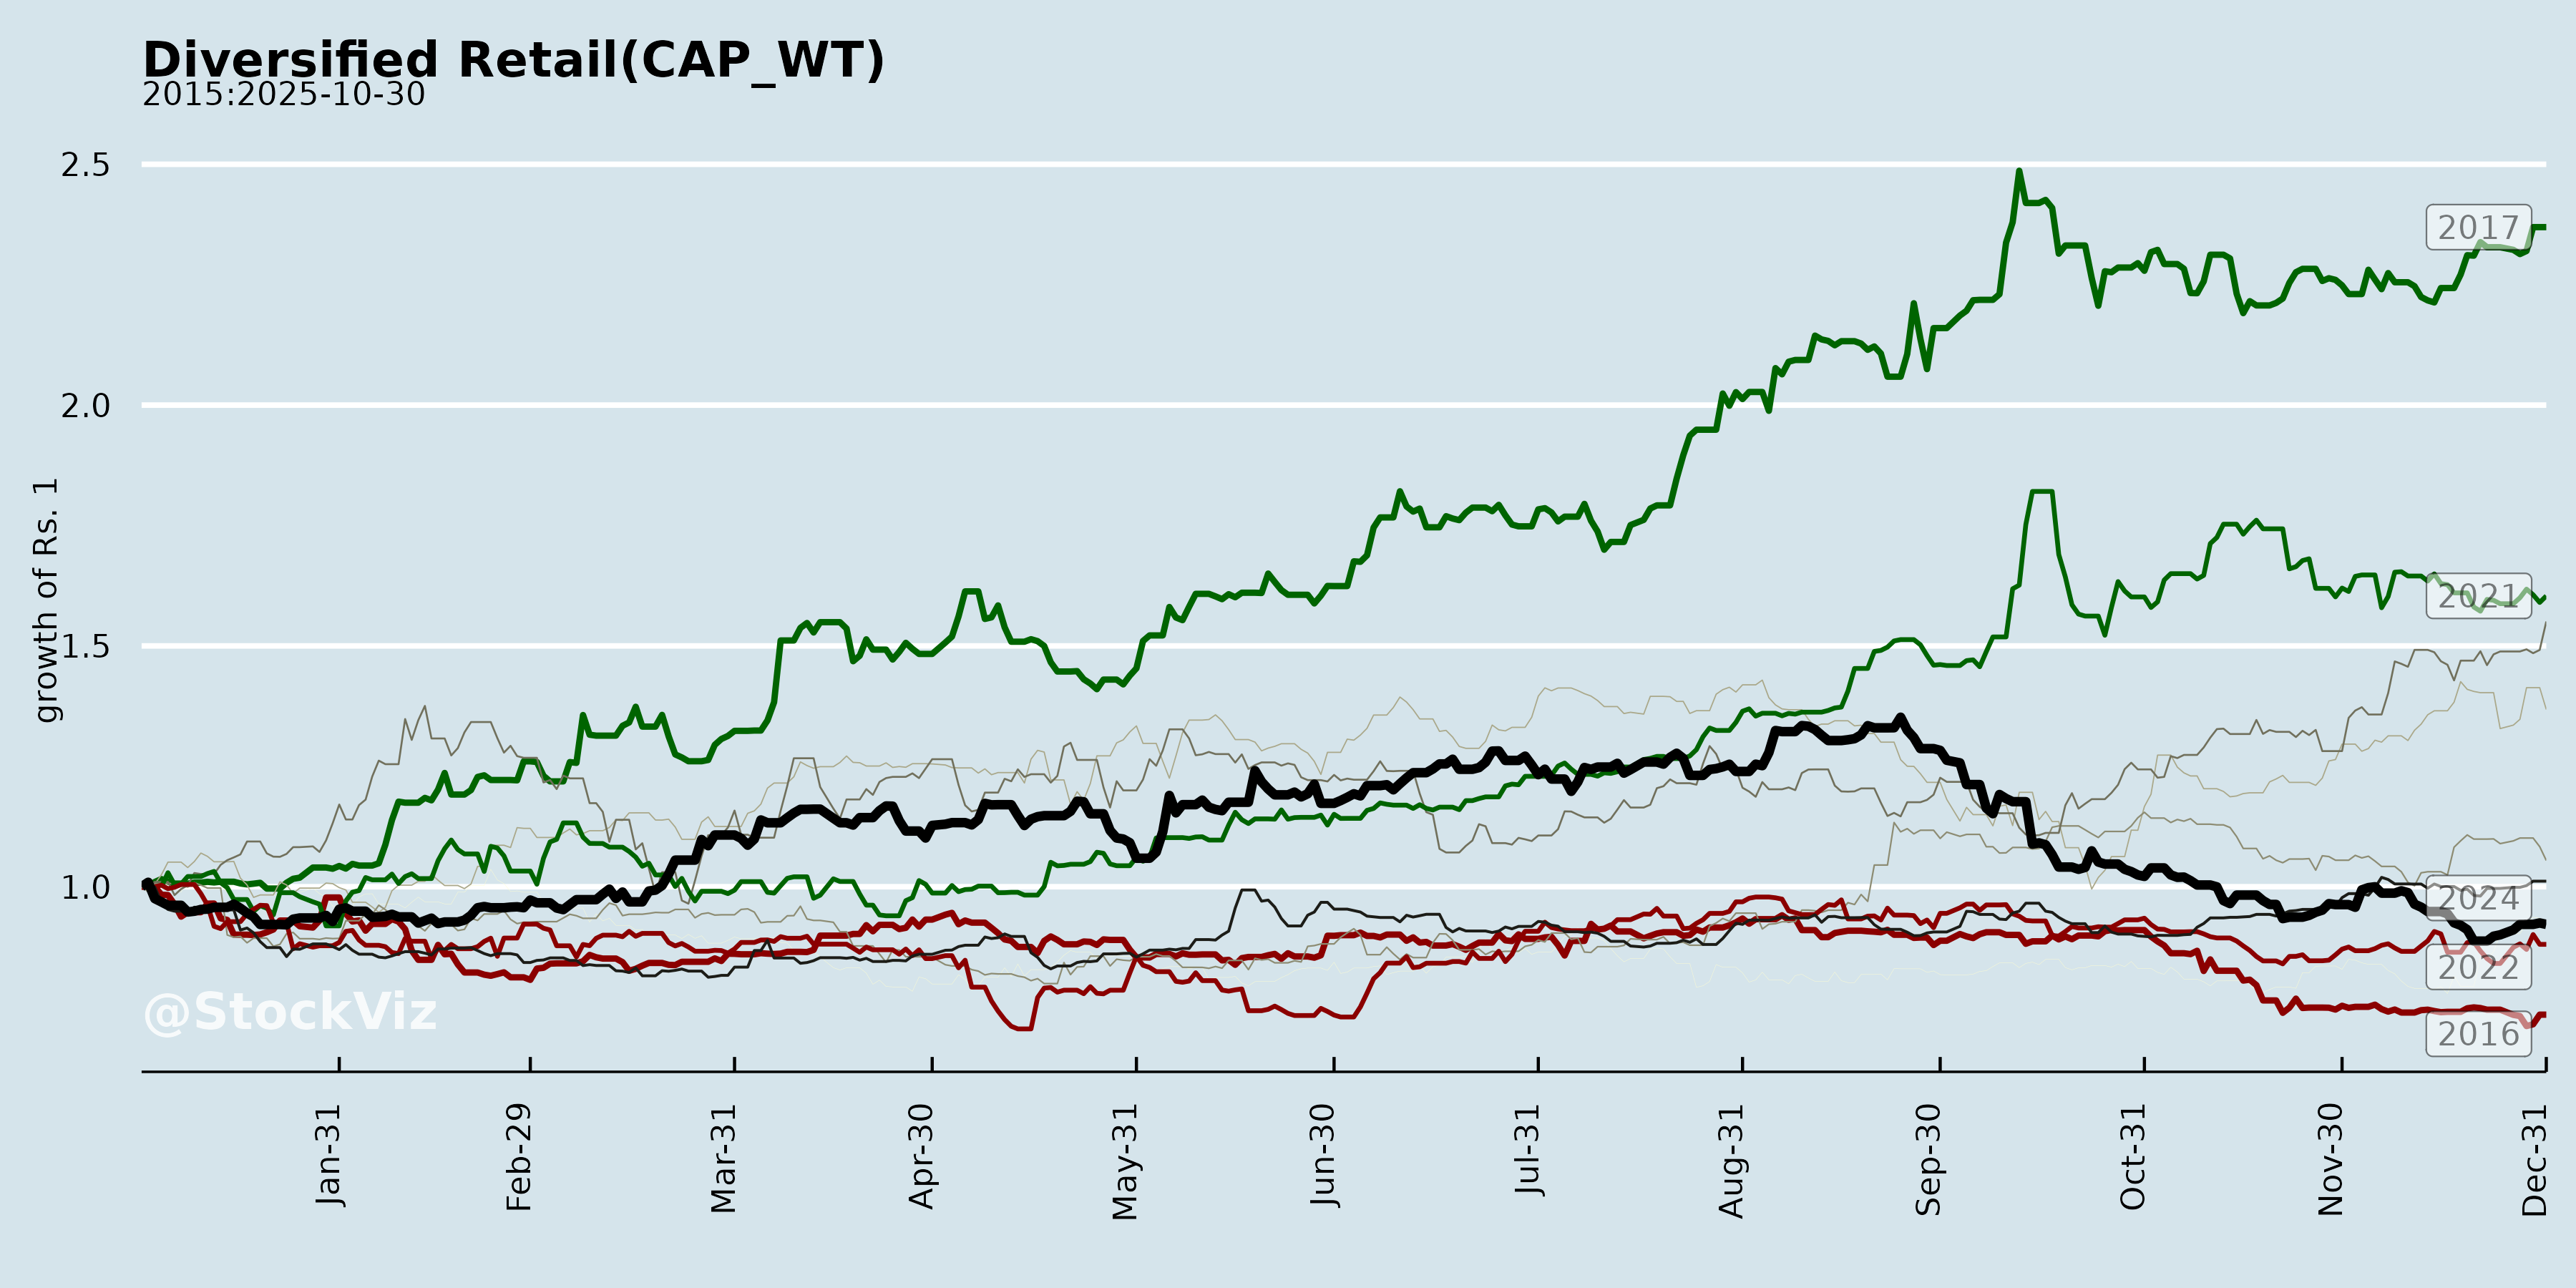 Diversified Retail(CAP_WT)
2015:2025-10-30
growth of Rs. 1
2.5
2.0
1.5
1.0
2017
2021
2024
2022
2016
@StockViz
Jan-31
Feb-29
Mar-31
Apr-30
May-31
Jun-30
Jul-31
Aug-31
Sep-30
Oct-31
Nov-30
Dec-31